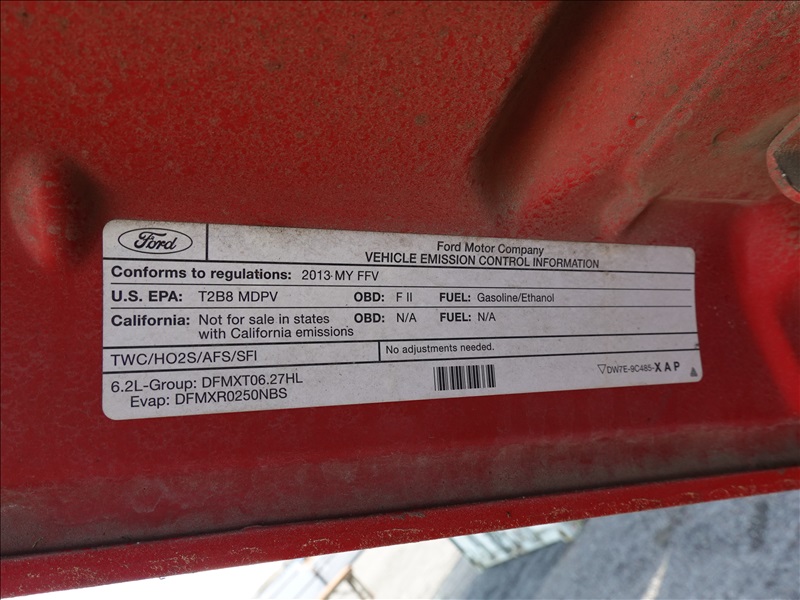 Ford
Ford Motor Company
VEHICLE EMISSION CONTROL INFORMATION
Conforms to regulations: 2013 MY FFV
U.S. EPA: T2B8 MDPV OBD: F II FUEL: Gasoline/Ethanol
California: Not for sale in states OBD: N/A FUEL: N/A
with California emissions
TWC/HO2S/AFS/SFI
No adjustments needed.
6.2L-Group: DFMXT06.27HL
Evap: DFMXR0250NBS
DW7E-9C485-XAP